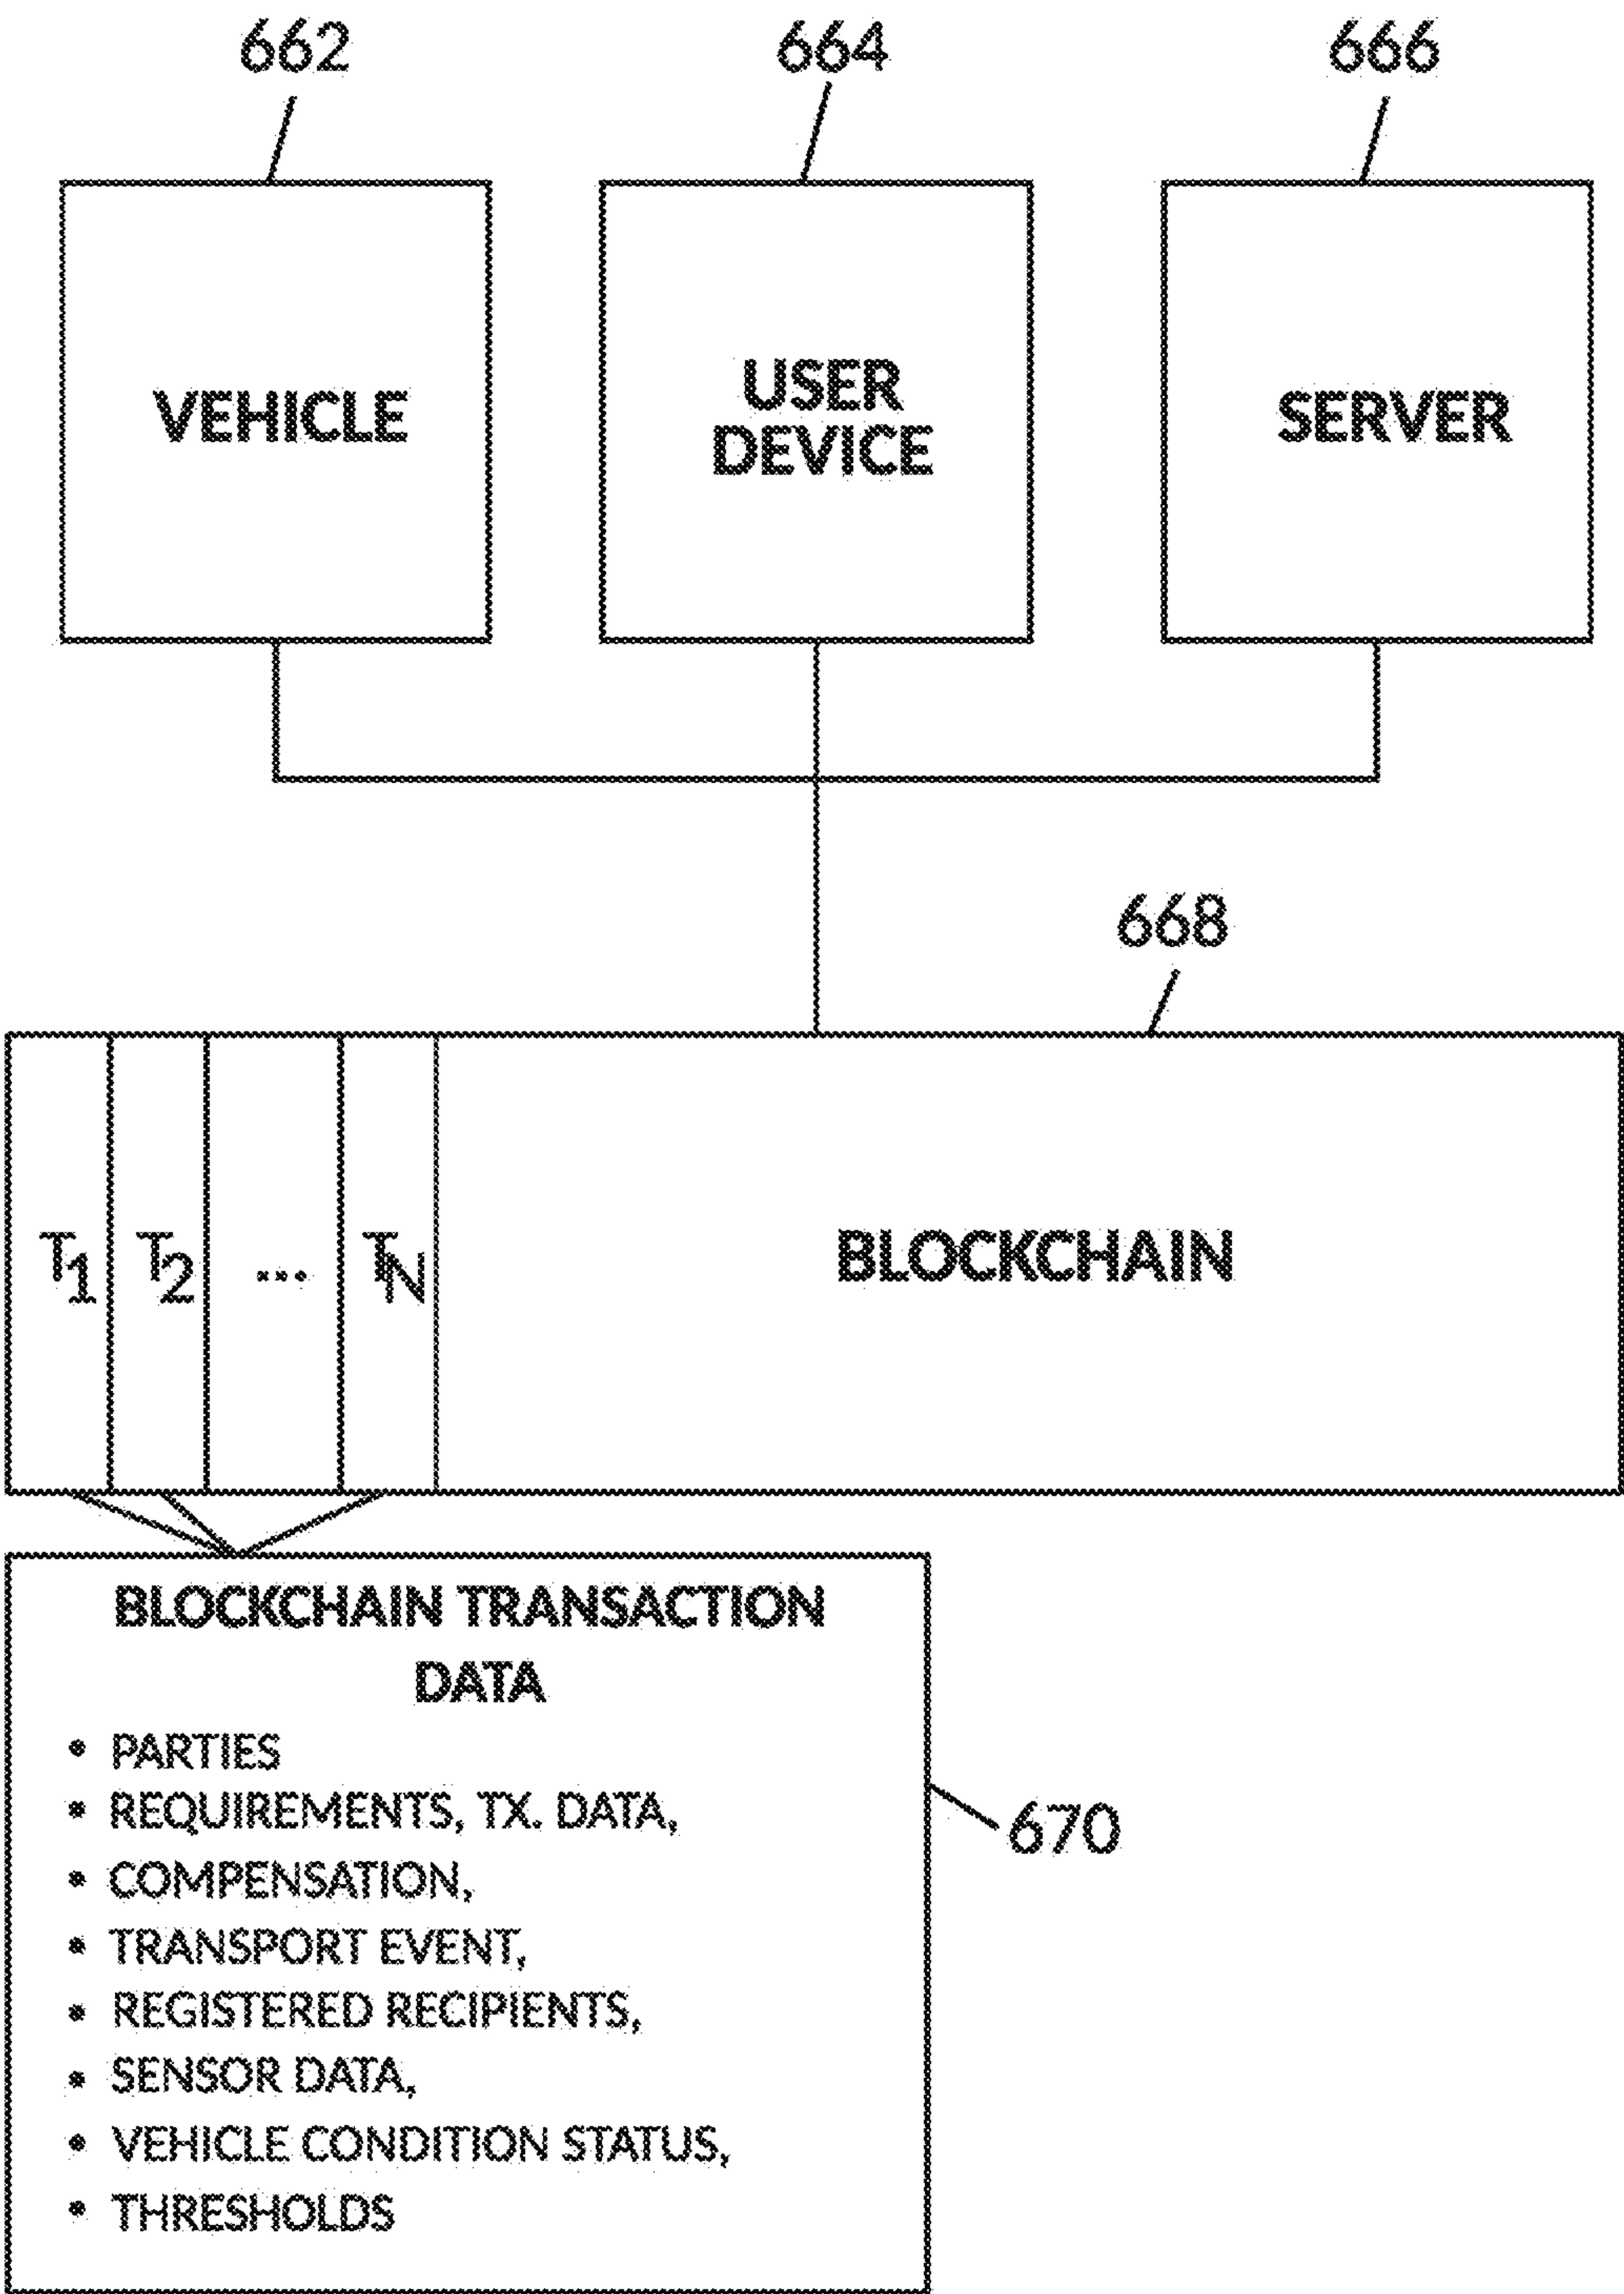 662 664 666
VEHICLE
USER
DEVICE
SERVER
668
T1 T2 ... TN BLOCKCHAIN
BLOCKCHAIN TRANSACTION
DATA
• PARTIES
• REQUIREMENTS, TX. DATA,
• COMPENSATION,
• TRANSPORT EVENT,
• REGISTERED RECIPIENTS,
• SENSOR DATA,
• VEHICLE CONDITION STATUS,
• THRESHOLDS
670